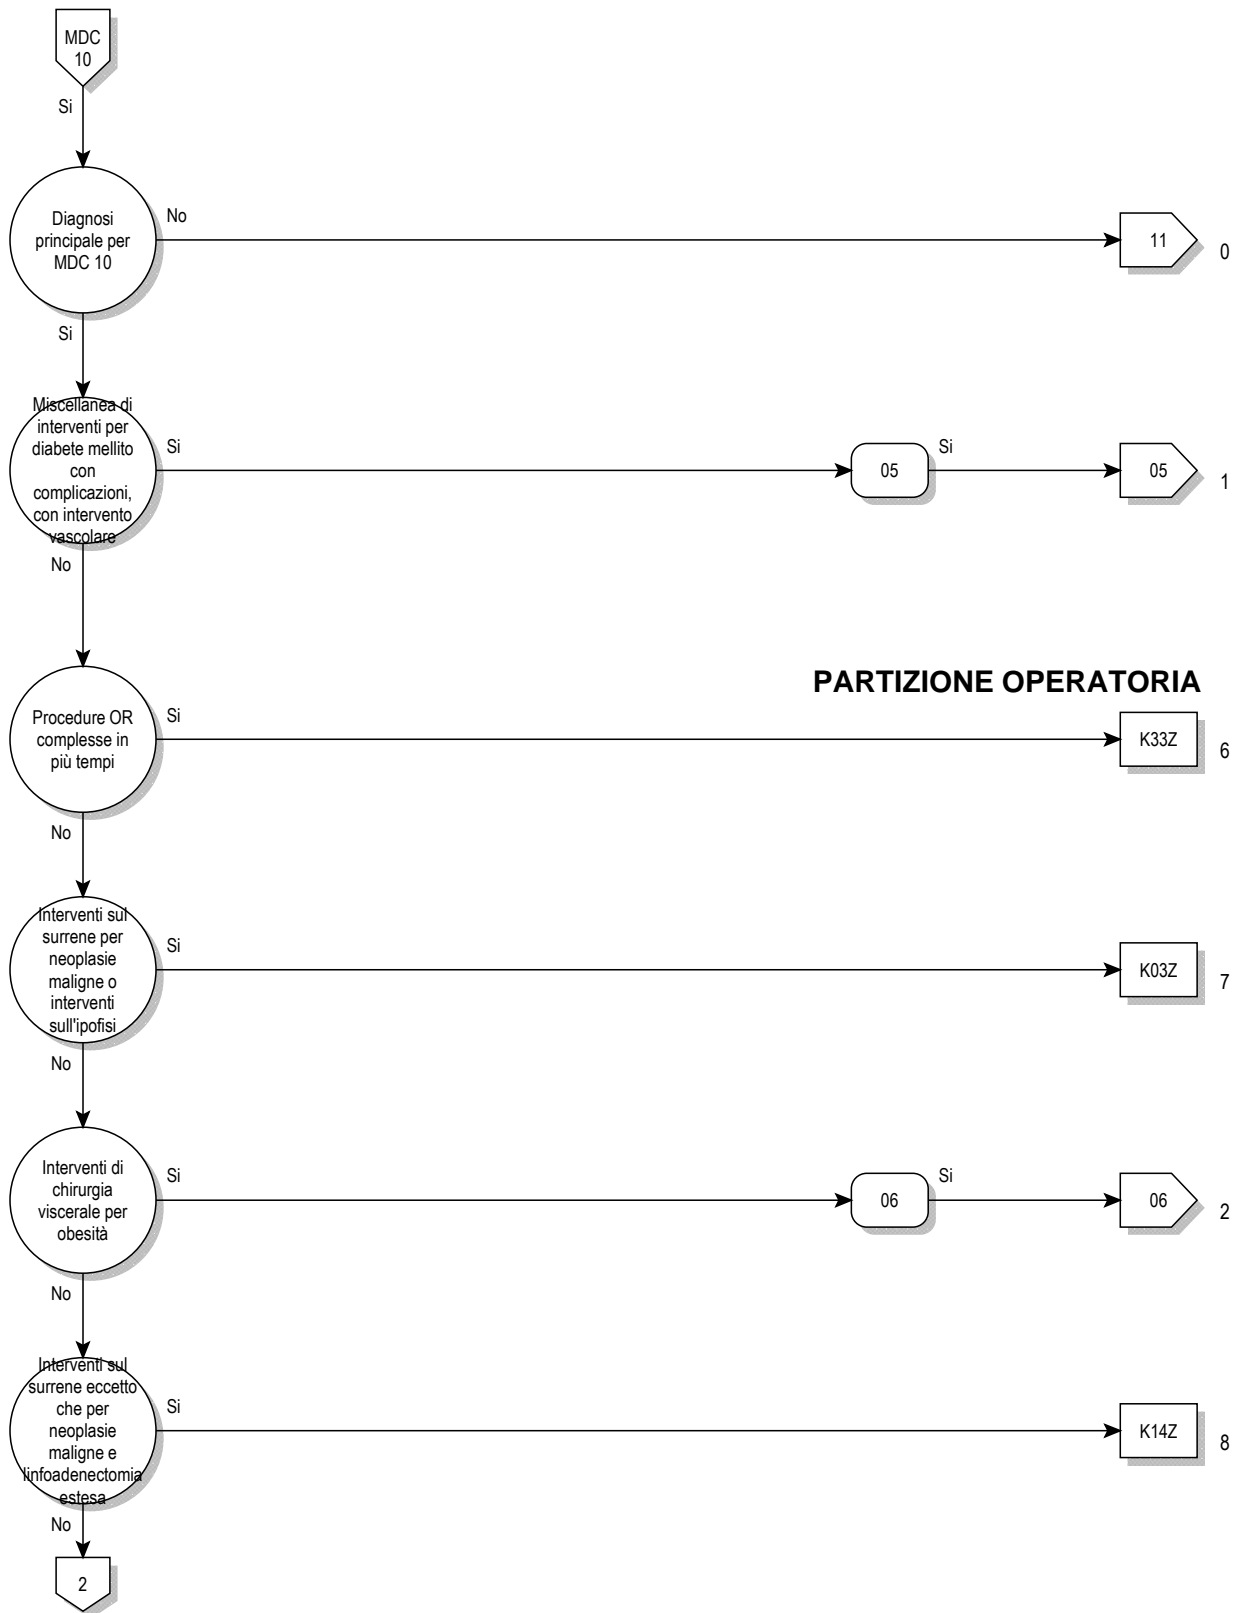 MDC
10
Si
Diagnosi
principale per
MDC 10
No
11
0
Si
Miscellanea di
interventi per
diabete mellito
con
complicazioni,
con intervento
vascolare
Si
05
Si
05
1
No
PARTIZIONE OPERATORIA
Procedure OR
complesse in
più tempi
Si
K33Z
6
No
Interventi sul
surrene per
neoplasie
maligne o
interventi
sull'ipofisi
Si
K03Z
7
No
Interventi di
chirurgia
viscerale per
obesità
Si
06
Si
06
2
No
Interventi sul
surrene eccetto
che per
neoplasie
maligne e
linfoadenectomia
estesa
Si
K14Z
8
No
2